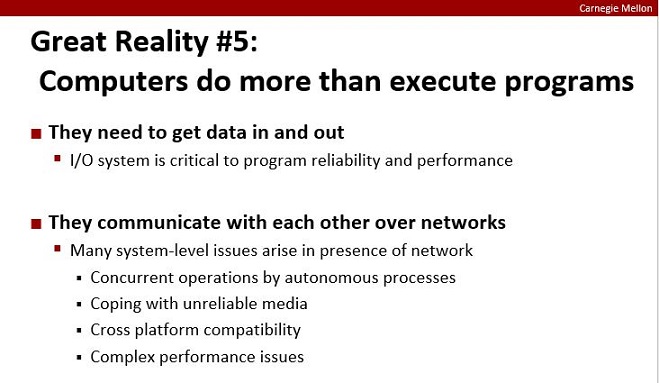 Carnegie Mellon
Great Reality #5:
Computers do more than execute programs
They need to get data in and out
I/O system is critical to program reliability and performance
They communicate with each other over networks
Many system-level issues arise in presence of network
Concurrent operations by autonomous processes
Coping with unreliable media
Cross platform compatibility
Complex performance issues